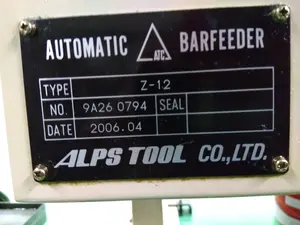 AUTOMATIC ATC BARFEEDER
TYPE Z-12
NO. 9A26 0794 SEAL
DATE 2006.04
ALPS TOOL CO.,LTD.